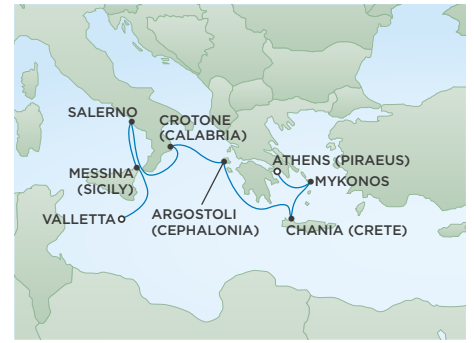 SALERNO
CROTONE
(CALABRIA)
ATHENS (PIRAEUS)
MESSINA
(SICILY)
MYKONOS
VALLETTA
ARGOSTOLI
(CEPHALONIA)
CHANIA (CRETE)